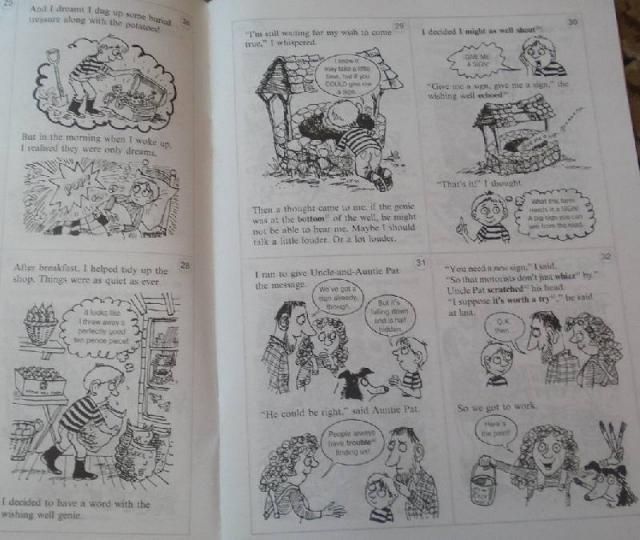 25
26
And I dreamt I dug up some buried
treasure along with the potatoes!
But in the morning when I woke up,
I realised they were only dreams.
POP!
28
After breakfast, I helped tidy up the
shop. Things were as quiet as ever.
It looks like
I threw away a
perfectly good
ten pence piece!
I decided to have a word with the
wishing well genie.
29
"I'm still waiting for my wish to come
true," I whispered.
I know it
may take a little
time, but if you
COULD give me
a sign.
Then a thought came to me, if the genie
was at the bottom of the well, he might
not be able to hear me. Maybe I should
talk a little louder. Or a lot louder.
30
I decided I might as well shout
GIVE ME
A SIGN!
"Give me a sign, give me a sign," the
wishing well echoed
"That's it!" I thought.
What this farm
needs is a SIGN!
A big sign you can
see from the road.
31
I ran to give Uncle-and-Auntie Pat
the message.
We've got a
sign already,
though.
But it's
falling down
and is half
hidden.
"He could be right," said Auntie Pat.
People always
have trouble
finding us!
32
"You need a new sign," I said.
"So that motorists don't just whizz by."
Uncle Pat scratched his head.
"I suppose it's worth a try," he said
at last.
O.K.
then.
So we got to work.
Here's
the paint!